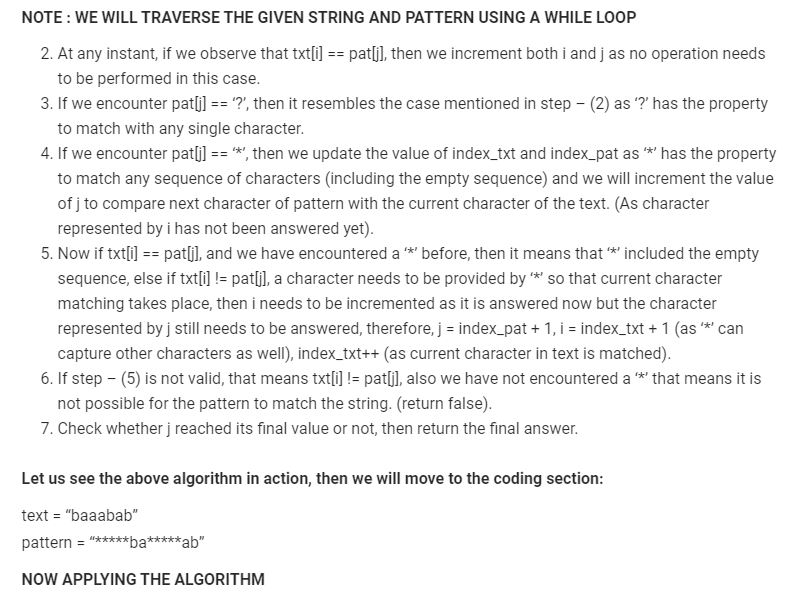 NOTE : WE WILL TRAVERSE THE GIVEN STRING AND PATTERN USING A WHILE LOOP
2. At any instant, if we observe that txt[i] == pat[j], then we increment both i and j as no operation needs
to be performed in this case.
3. If we encounter pat[j] == ‘?’, then it resembles the case mentioned in step – (2) as ‘?’ has the property
to match with any single character.
4. If we encounter pat[j] == ‘*’, then we update the value of index_txt and index_pat as ‘*’ has the property
to match any sequence of characters (including the empty sequence) and we will increment the value
of j to compare next character of pattern with the current character of the text. (As character
represented by i has not been answered yet).
5. Now if txt[i] == pat[j], and we have encountered a ‘*’ before, then it means that ‘*’ included the empty
sequence, else if txt[i] != pat[j], a character needs to be provided by ‘*’ so that current character
matching takes place, then i needs to be incremented as it is answered now but the character
represented by j still needs to be answered, therefore, j = index_pat + 1, i = index_txt + 1 (as ‘*’ can
capture other characters as well), index_txt++ (as current character in text is matched).
6. If step – (5) is not valid, that means txt[i] != pat[j], also we have not encountered a ‘*’ that means it is
not possible for the pattern to match the string. (return false).
7. Check whether j reached its final value or not, then return the final answer.
Let us see the above algorithm in action, then we will move to the coding section:
text = “baaabab”
pattern = “*****ba*****ab”
NOW APPLYING THE ALGORITHM